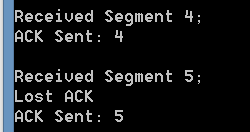 Received Segment 4;
ACK Sent: 4
Received Segment 5;
Lost ACK
ACK Sent: 5